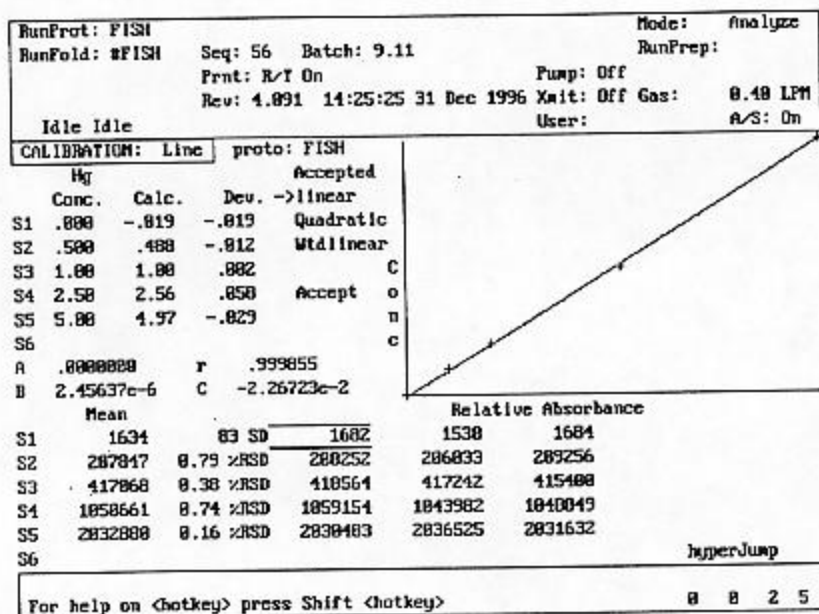 RunProt: FISH Mode: Analyze
RunFold: #FISH Seq: 56 Batch: 9.11 RunPrep:
Prnt: R/T On Pump: Off
Rev: 4.091 14:25:25 31 Dec 1996 Xmit: Off Gas: 0.40 LPM
Idle Idle User: A/S: On
CALIBRATION: Line proto: FISH
Hg Accepted
Conc. Calc. Dev. ->linear
S1 .000 -.019 -.019 Quadratic
S2 .500 .488 -.012 Wtdlinear
S3 1.00 1.00 .002
S4 2.50 2.56 .058 Accept
S5 5.00 4.97 -.029
S6
Conc
A .0000000 r .999855
B 2.45637e-6 C -2.26723e-2
Mean Relative Absorbance
S1 1634 83 SD 1682 1538 1684
S2 207847 0.79 %RSD 208252 206033 209256
S3 417068 0.38 %RSD 418564 417242 415400
S4 1050661 0.74 %RSD 1059154 1043982 1048849
S5 2032880 0.16 %RSD 2030483 2036525 2031632
S6
hyperJump
For help on <hotkey> press Shift <hotkey> 0 0 2 5